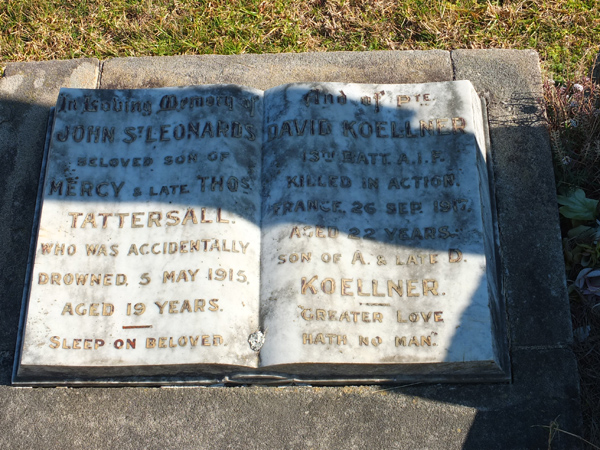 In Loving Memory of
JOHN St LEONARDS
BELOVED SON OF
MERCY & LATE THOS
TATTERSALL.
WHO WAS ACCIDENTALLY
DROWNED, 5 MAY 1915,
AGED 19 YEARS.
SLEEP ON BELOVED.
And of PTE.
DAVID KOELLNER
13TH BATT. A.I.F.
KILLED IN ACTION.
FRANCE, 26 SEP. 1917,
AGED 22 YEARS.
SON OF A. & LATE D.
KOELLNER.
"GREATER LOVE
HATH NO MAN."